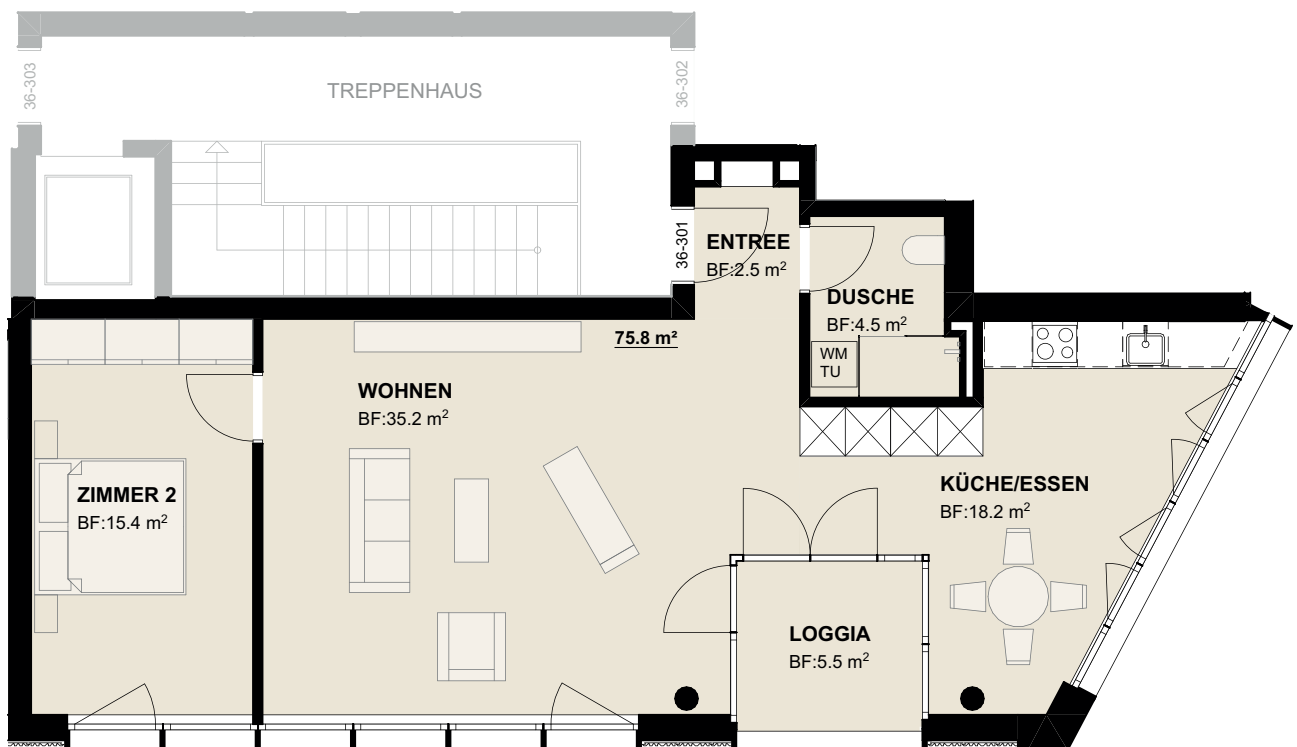 36-303
TREPPENHAUS
36-302
36-301
ENTREE
BF:2.5 m²
DUSCHE
BF:4.5 m²
75.8 m²
WM
TU
WOHNEN
BF:35.2 m²
ZIMMER 2
BF:15.4 m²
KÜCHE/ESSEN
BF:18.2 m²
LOGGIA
BF:5.5 m²